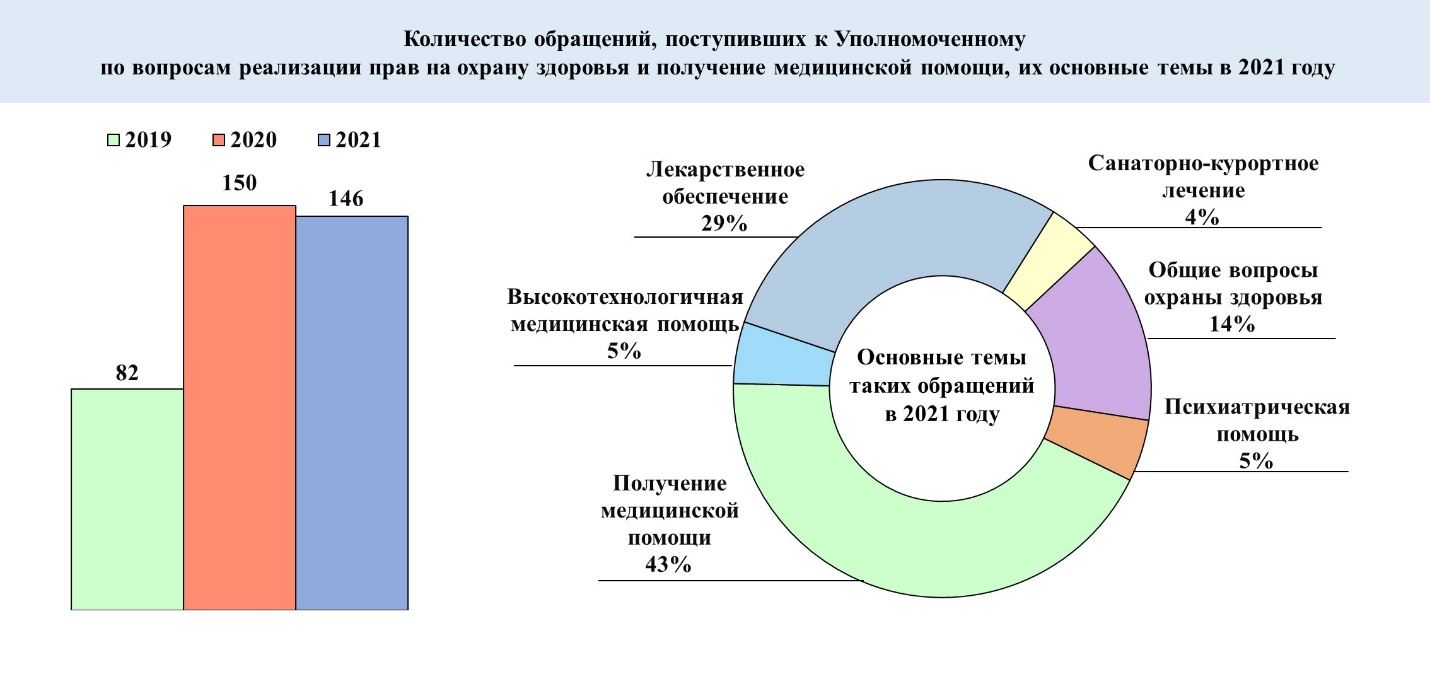 Количество обращений, поступивших к Уполномоченному
по вопросам реализации прав на охрану здоровья и получение медицинской помощи, их основные темы в 2021 году
2019 2020 2021
82
150
146
Лекарственное
обеспечение
29%
Санаторно-курортное
лечение
4%
Высокотехнологичная
медицинская помощь
5%
Общие вопросы
охраны здоровья
14%
Основные темы
таких обращений
в 2021 году
Психиатрическая
помощь
5%
Получение
медицинской
помощи
43%